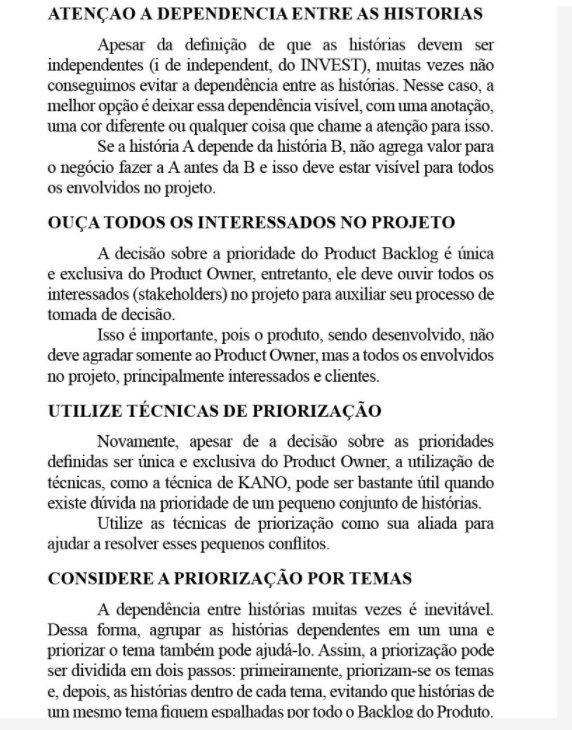 ATENÇAO A DEPENDENCIA ENTRE AS HISTORIAS
Apesar da definição de que as histórias devem ser
independentes (i de independent, do INVEST), muitas vezes não
conseguimos evitar a dependência entre as histórias. Nesse caso, a
melhor opção é deixar essa dependência visível, com uma anotação,
uma cor diferente ou qualquer coisa que chame a atenção para isso.
Se a história A depende da história B, não agrega valor para
o negócio fazer a A antes da B e isso deve estar visível para todos
os envolvidos no projeto.
OUÇA TODOS OS INTERESSADOS NO PROJETO
A decisão sobre a prioridade do Product Backlog é única
e exclusiva do Product Owner, entretanto, ele deve ouvir todos os
interessados (stakeholders) no projeto para auxiliar seu processo de
tomada de decisão.
Isso é importante, pois o produto, sendo desenvolvido, não
deve agradar somente ao Product Owner, mas a todos os envolvidos
no projeto, principalmente interessados e clientes.
UTILIZE TÉCNICAS DE PRIORIZAÇÃO
Novamente, apesar de a decisão sobre as prioridades
definidas ser única e exclusiva do Product Owner, a utilização de
técnicas, como a técnica de KANO, pode ser bastante útil quando
existe dúvida na prioridade de um pequeno conjunto de histórias.
Utilize as técnicas de priorização como sua aliada para
ajudar a resolver esses pequenos conflitos.
CONSIDERE A PRIORIZAÇÃO POR TEMAS
A dependência entre histórias muitas vezes é inevitável.
Dessa forma, agrupar as histórias dependentes em um uma e
priorizar o tema também pode ajudá-lo. Assim, a priorização pode
ser dividida em dois passos: primeiramente, priorizam-se os temas
e, depois, as histórias dentro de cada tema, evitando que histórias de
um mesmo tema fiquem espalhadas por todo o Backlog do Produto.